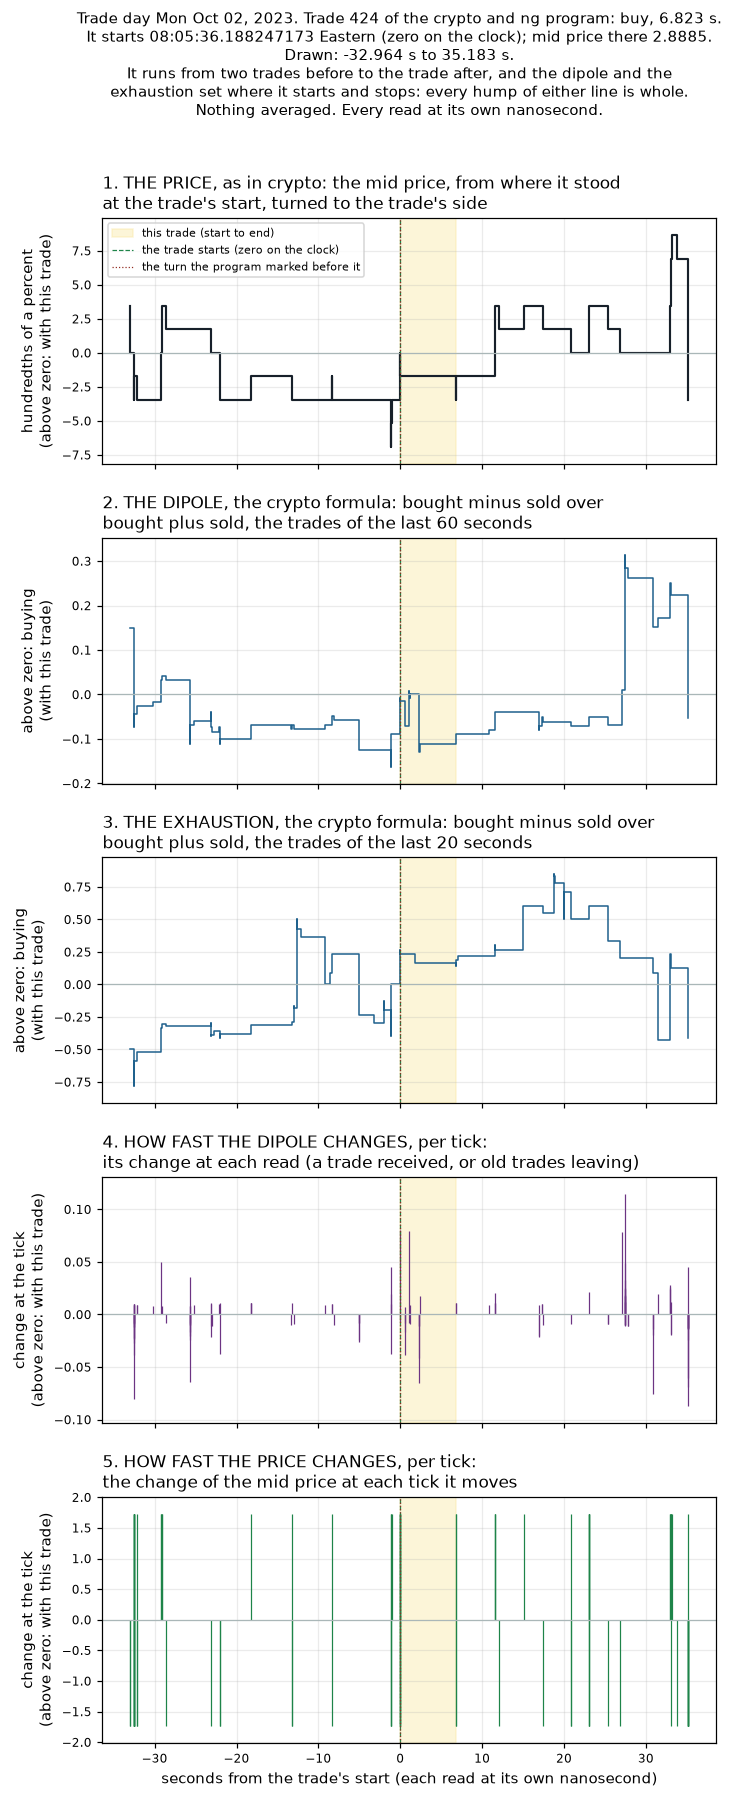 Trade day Mon Oct 02, 2023. Trade 424 of the crypto and ng program: buy, 6.823 s.
It starts 08:05:36.188247173 Eastern (zero on the clock); mid price there 2.8885.
Drawn: -32.964 s to 35.183 s.
It runs from two trades before to the trade after, and the dipole and the
exhaustion set where it starts and stops: every hump of either line is whole.
Nothing averaged. Every read at its own nanosecond.
1. THE PRICE, as in crypto: the mid price, from where it stood
at the trade's start, turned to the trade's side
this trade (start to end)
the trade starts (zero on the clock)
the turn the program marked before it
hundredths of a percent
(above zero: with this trade)
7.5
5.0
2.5
0.0
−2.5
−5.0
−7.5
2. THE DIPOLE, the crypto formula: bought minus sold over
bought plus sold, the trades of the last 60 seconds
above zero: buying
(with this trade)
0.3
0.2
0.1
0.0
−0.1
−0.2
3. THE EXHAUSTION, the crypto formula: bought minus sold over
bought plus sold, the trades of the last 20 seconds
above zero: buying
(with this trade)
0.75
0.50
0.25
0.00
−0.25
−0.50
−0.75
4. HOW FAST THE DIPOLE CHANGES, per tick:
its change at each read (a trade received, or old trades leaving)
change at the tick
(above zero: with this trade)
0.10
0.05
0.00
−0.05
−0.10
5. HOW FAST THE PRICE CHANGES, per tick:
the change of the mid price at each tick it moves
change at the tick
(above zero: with this trade)
2.0
1.5
1.0
0.5
0.0
−0.5
−1.0
−1.5
−2.0
−30 −20 −10 0 10 20 30
seconds from the trade's start (each read at its own nanosecond)